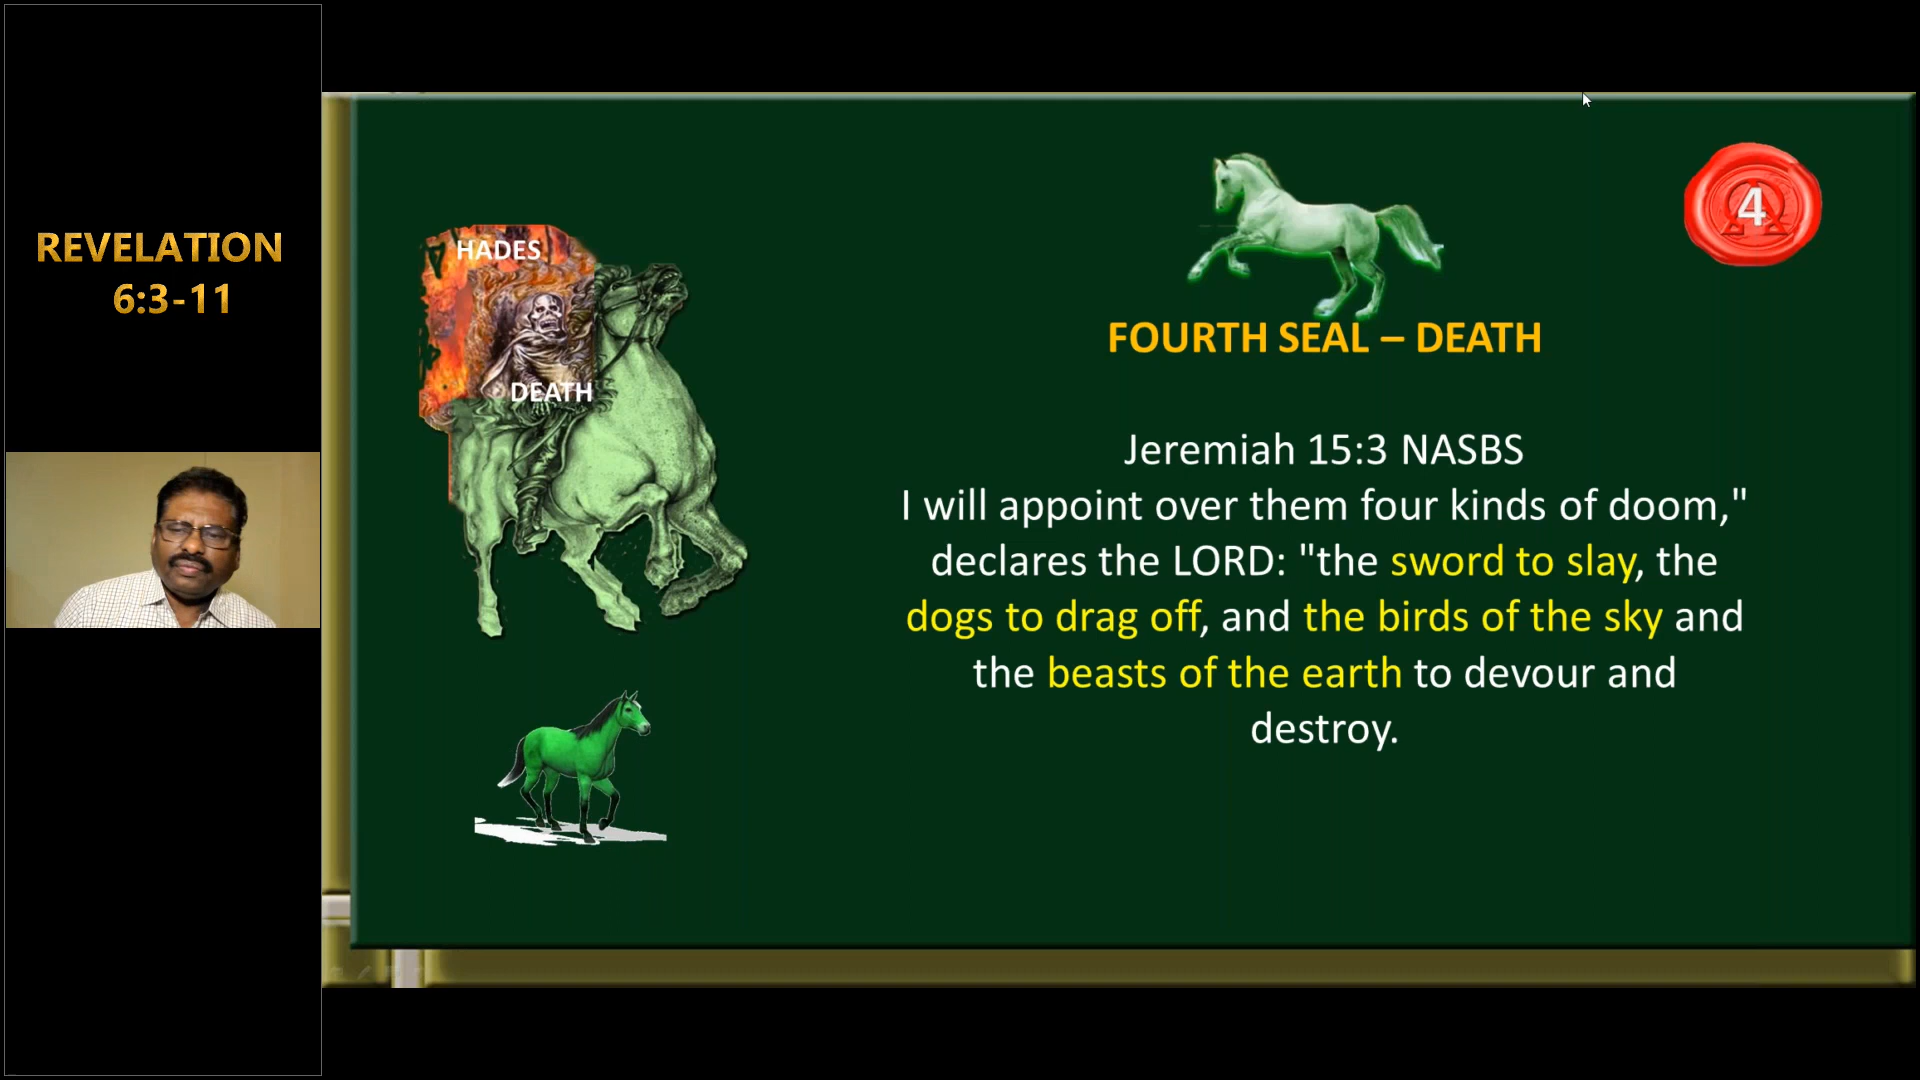 REVELATION
6:3-11
HADES
DEATH
4
FOURTH SEAL – DEATH
Jeremiah 15:3 NASBS
I will appoint over them four kinds of doom,"
declares the LORD: "the sword to slay, the
dogs to drag off, and the birds of the sky and
the beasts of the earth to devour and
destroy.